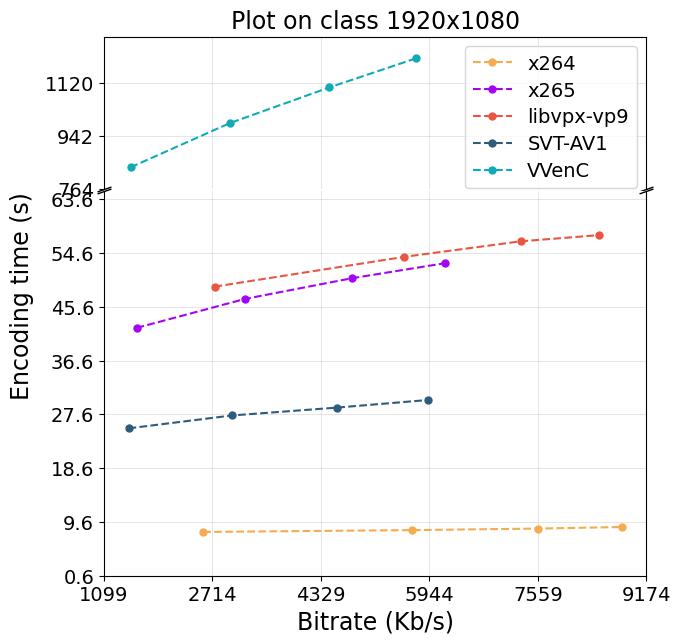 Plot on class 1920x1080
x264
x265
libvpx-vp9
SVT-AV1
VVenC
1120
942
764
63.6
54.6
45.6
36.6
27.6
18.6
9.6
0.6
Encoding time (s)
1099 2714 4329 5944 7559 9174
Bitrate (Kb/s)